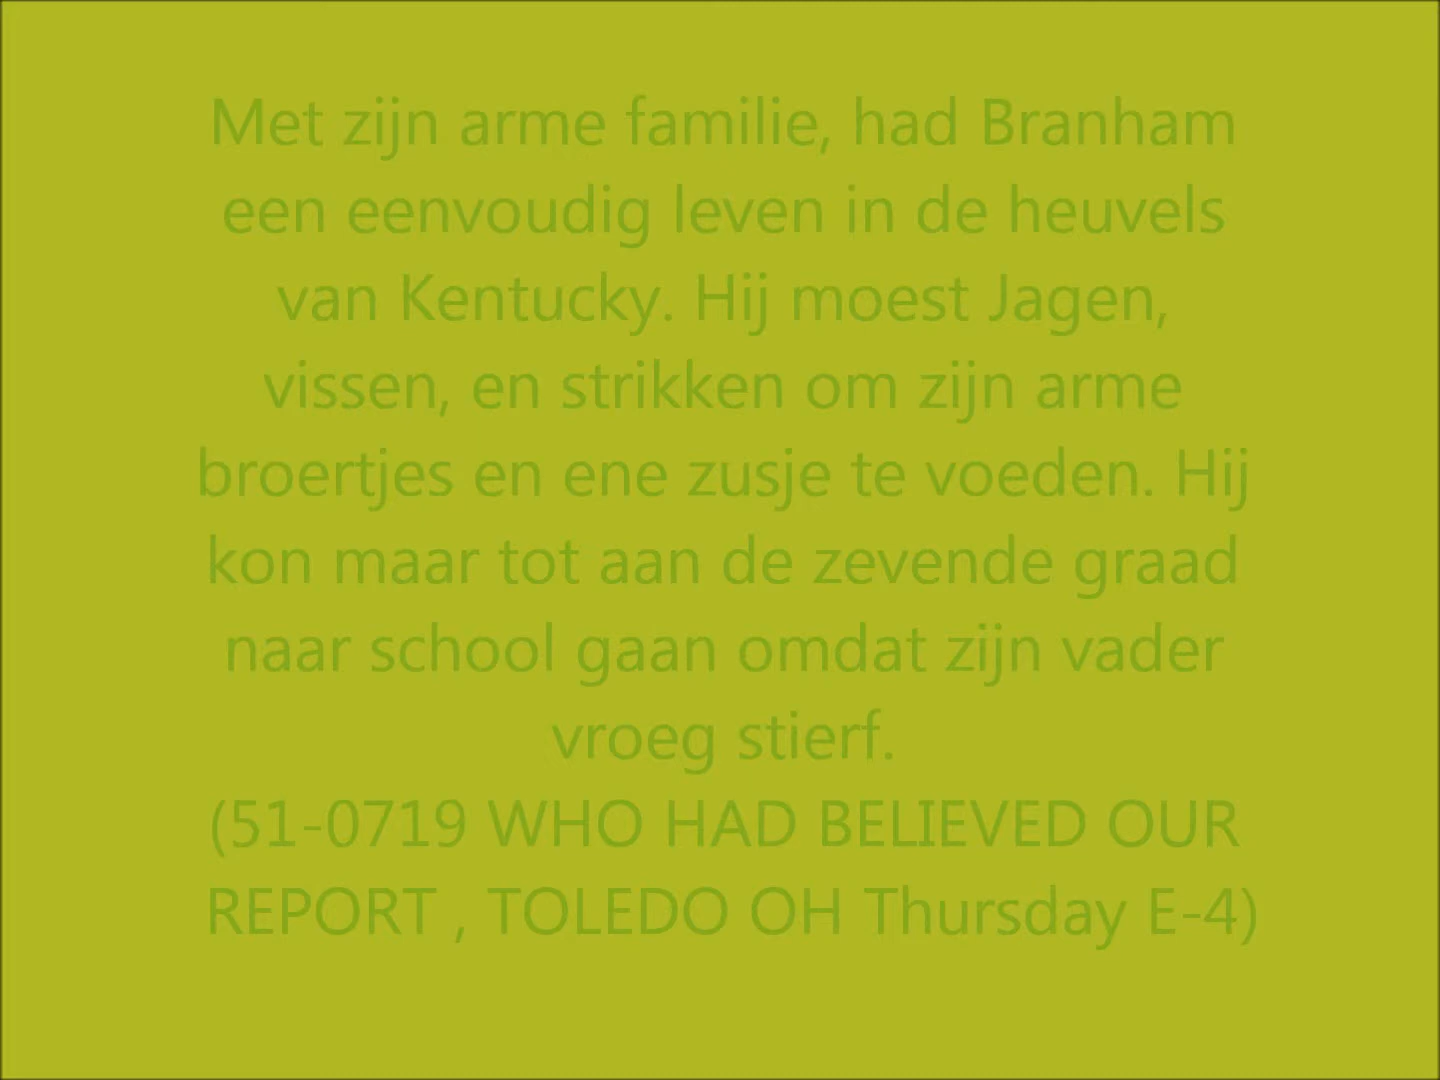 Met zijn arme familie, had Branham
een eenvoudig leven in de heuvels
van Kentucky. Hij moest Jagen,
vissen, en strikken om zijn arme
broertjes en ene zusje te voeden. Hij
kon maar tot aan de zevende graad
naar school gaan omdat zijn vader
vroeg stierf.
(51-0719 WHO HAD BELIEVED OUR
REPORT , TOLEDO OH Thursday E-4)